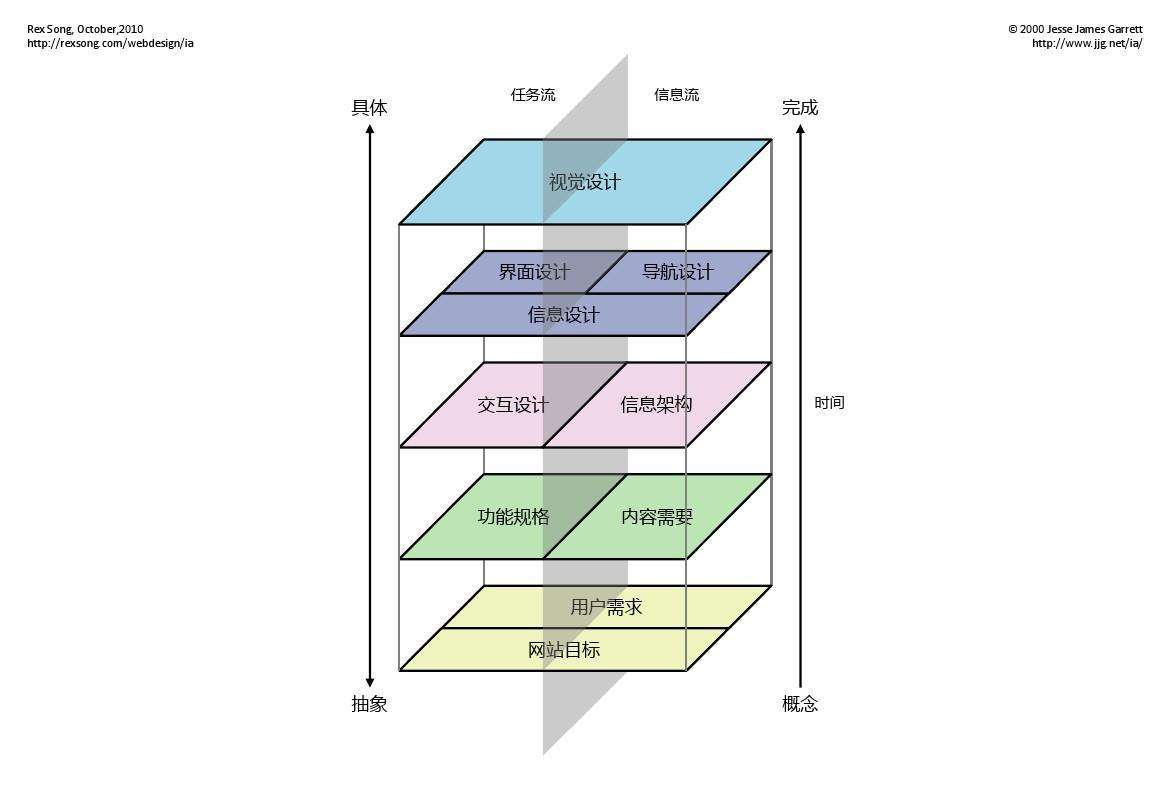 Rex Song, October,2010
http://rexsong.com/webdesign/ia
© 2000 Jesse James Garrett
http://www.jjg.net/ia/
任务流
信息流
具体
完成
视觉设计
界面设计
导航设计
信息设计
交互设计
信息架构
时间
功能规格
内容需要
用户需求
网站目标
抽象
概念